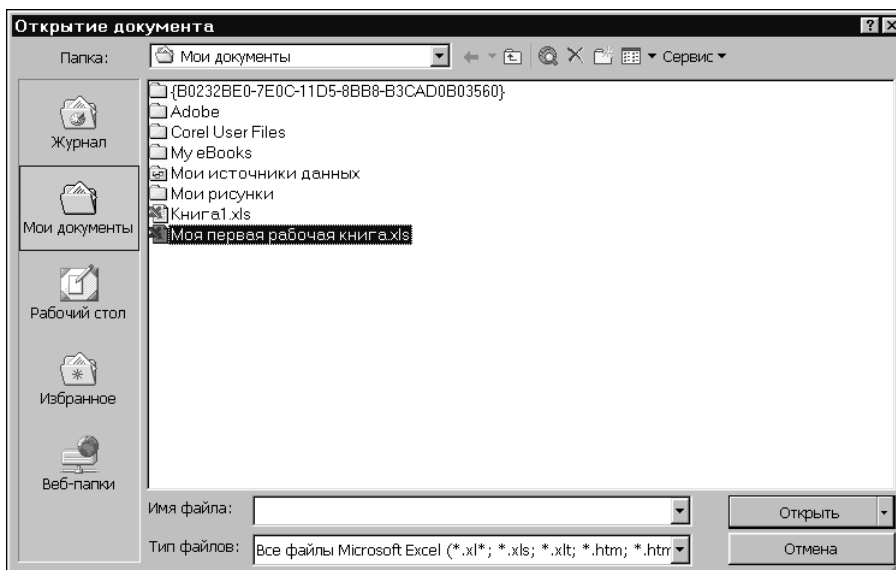 Открытие документа
Папка: Мои документы Сервис
Журнал
Мои документы
Рабочий стол
Избранное
Веб-папки
{B0232BE0-7E0C-11D5-8BB8-B3CAD0B03560}
Adobe
Corel User Files
My eBooks
Мои источники данных
Мои рисунки
Книга1.xls
Моя первая рабочая книга.xls
Имя файла: Открыть
Тип файлов: Все файлы Microsoft Excel (*.xl*; *.xls; *.xlt; *.htm; *.htm Отмена